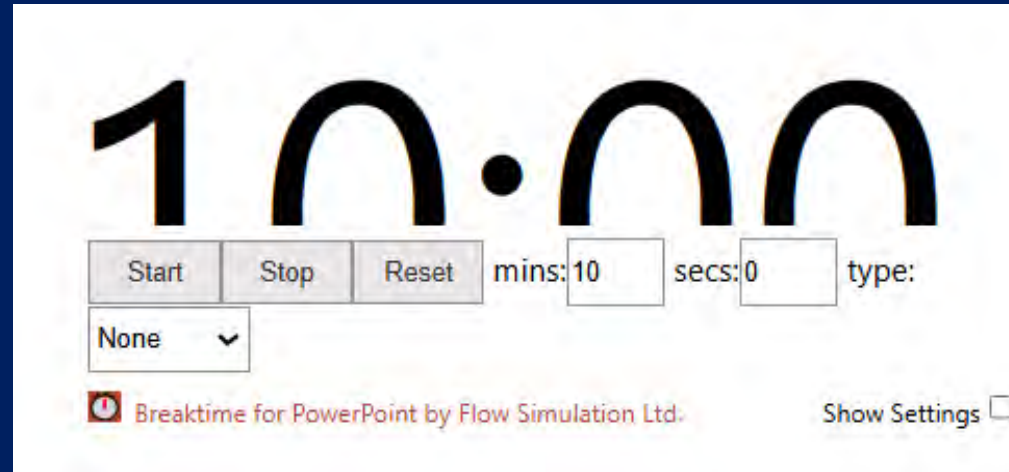 10:00
Start Stop Reset mins: 10 secs: 0 type:
None
Breaktime for PowerPoint by Flow Simulation Ltd.
Show Settings